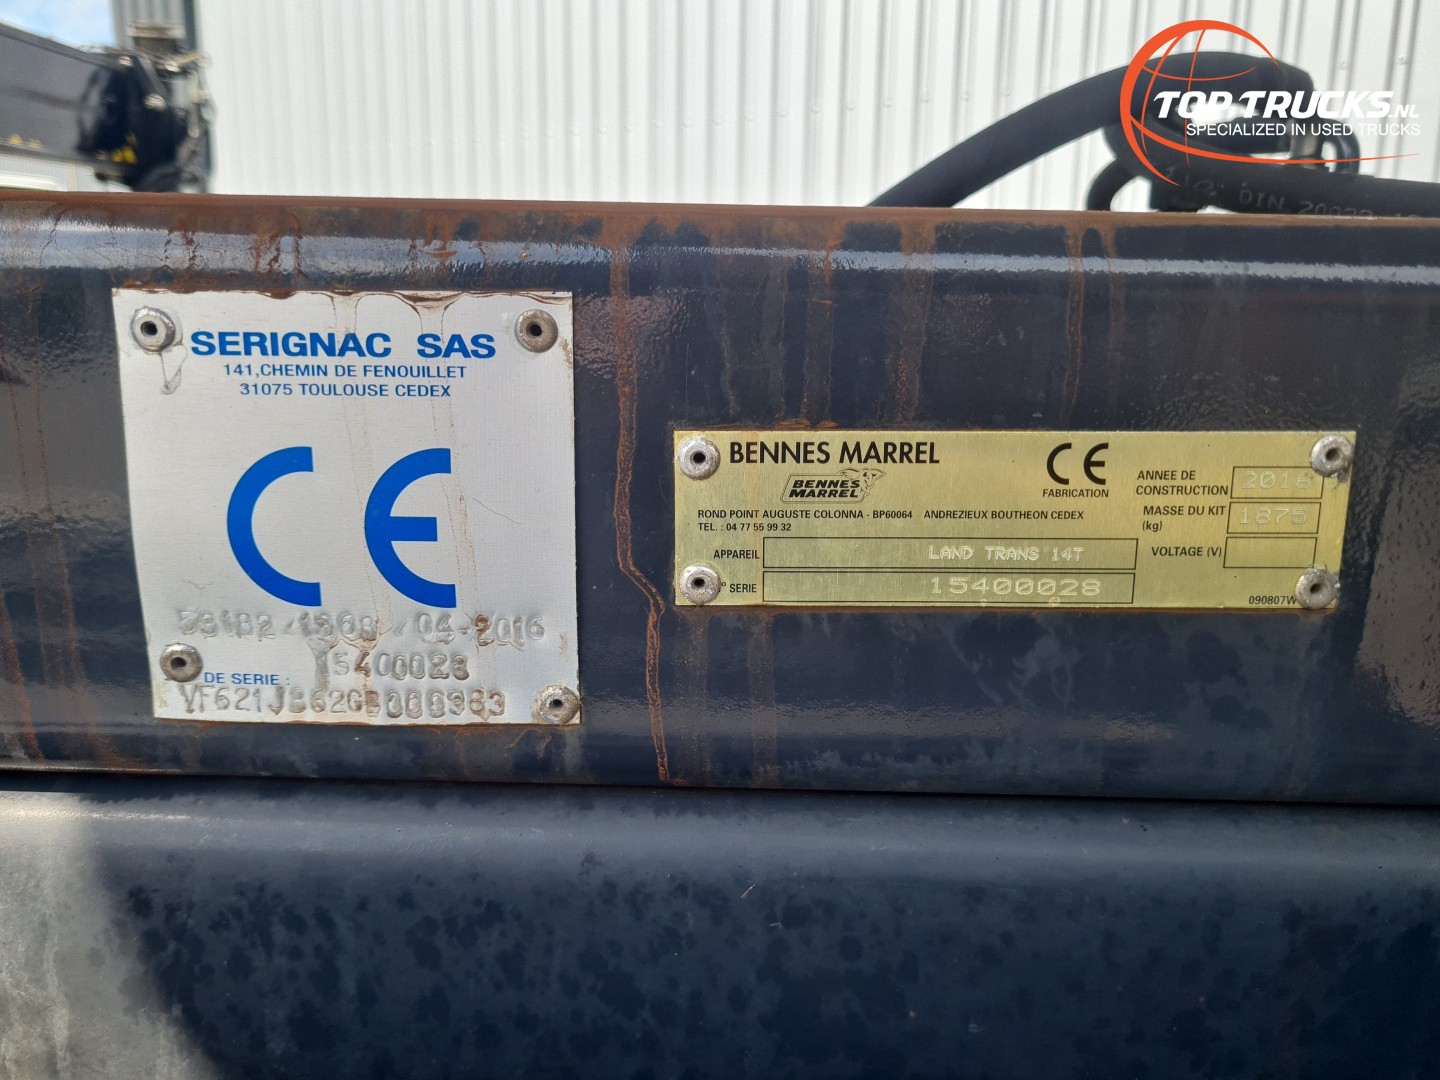 TOP TRUCKS.NL
SPECIALIZED IN USED TRUCKS
DIN
SERIGNAC SAS
141,CHEMIN DE FENOUILLET
31075 TOULOUSE CEDEX
CE
04-2016
15400028
DE SERIE :
BENNES MARREL
BENNES
MARREL
CE
FABRICATION
ROND POINT AUGUSTE COLONNA - BP60064 ANDREZIEUX BOUTHEON CEDEX
TEL. : 04 77 55 99 32
ANNEE DE
CONSTRUCTION 2016
MASSE DU KIT
(kg) 1875
VOLTAGE (V)
APPAREIL LAND TRANS 14T
° SERIE 15400028
090807W